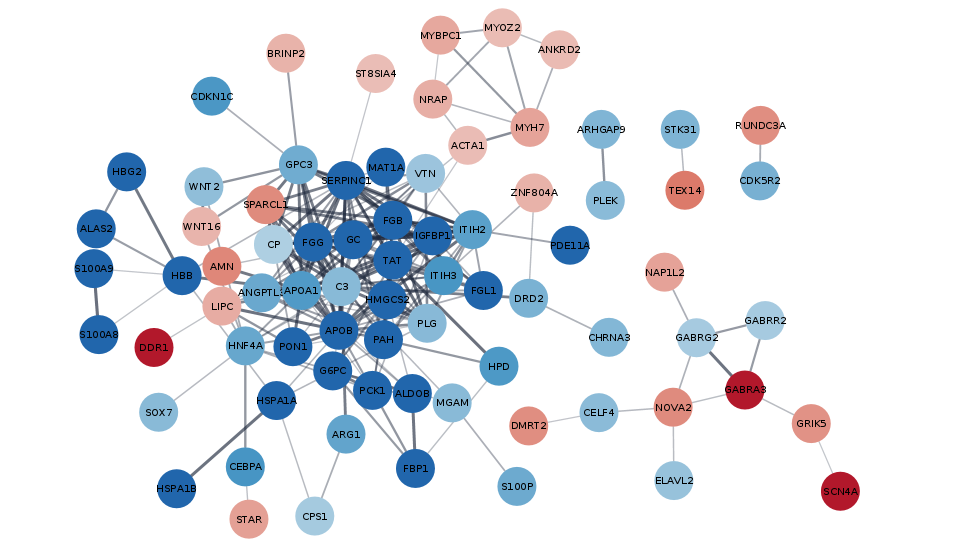 MYOZ2
MYBPC1
ANKRD2
BRINP2
ST8SIA4
CDKN1C
NRAP
MYH7
ARHGAP9
STK31
RUNDC3A
ACTA1
GPC3
MAT1A
HBG2
VTN
SERPINC1
CDK5R2
WNT2
ZNF804A
TEX14
PLEK
SPARCL1
FGB
WNT16
ALAS2
ITIH2
IGFBP1
GC
FGG
CP
PDE11A
TAT
S100A9
AMN
HBB
ITIH3
NAP1L2
C3
APOA1
ANGPTL3
FGL1
DRD2
HMGCS2
LIPC
GABRR2
PLG
APOB
S100A8
CHRNA3
GABRG2
PAH
HNF4A
PON1
DDR1
HPD
G6PC
PCK1
ALDOB
GABRA3
HSPA1A
MGAM
NOVA2
SOX7
CELF4
GRIK5
DMRT2
ARG1
CEBPA
FBP1
ELAVL2
S100P
HSPA1B
SCN4A
CPS1
STAR